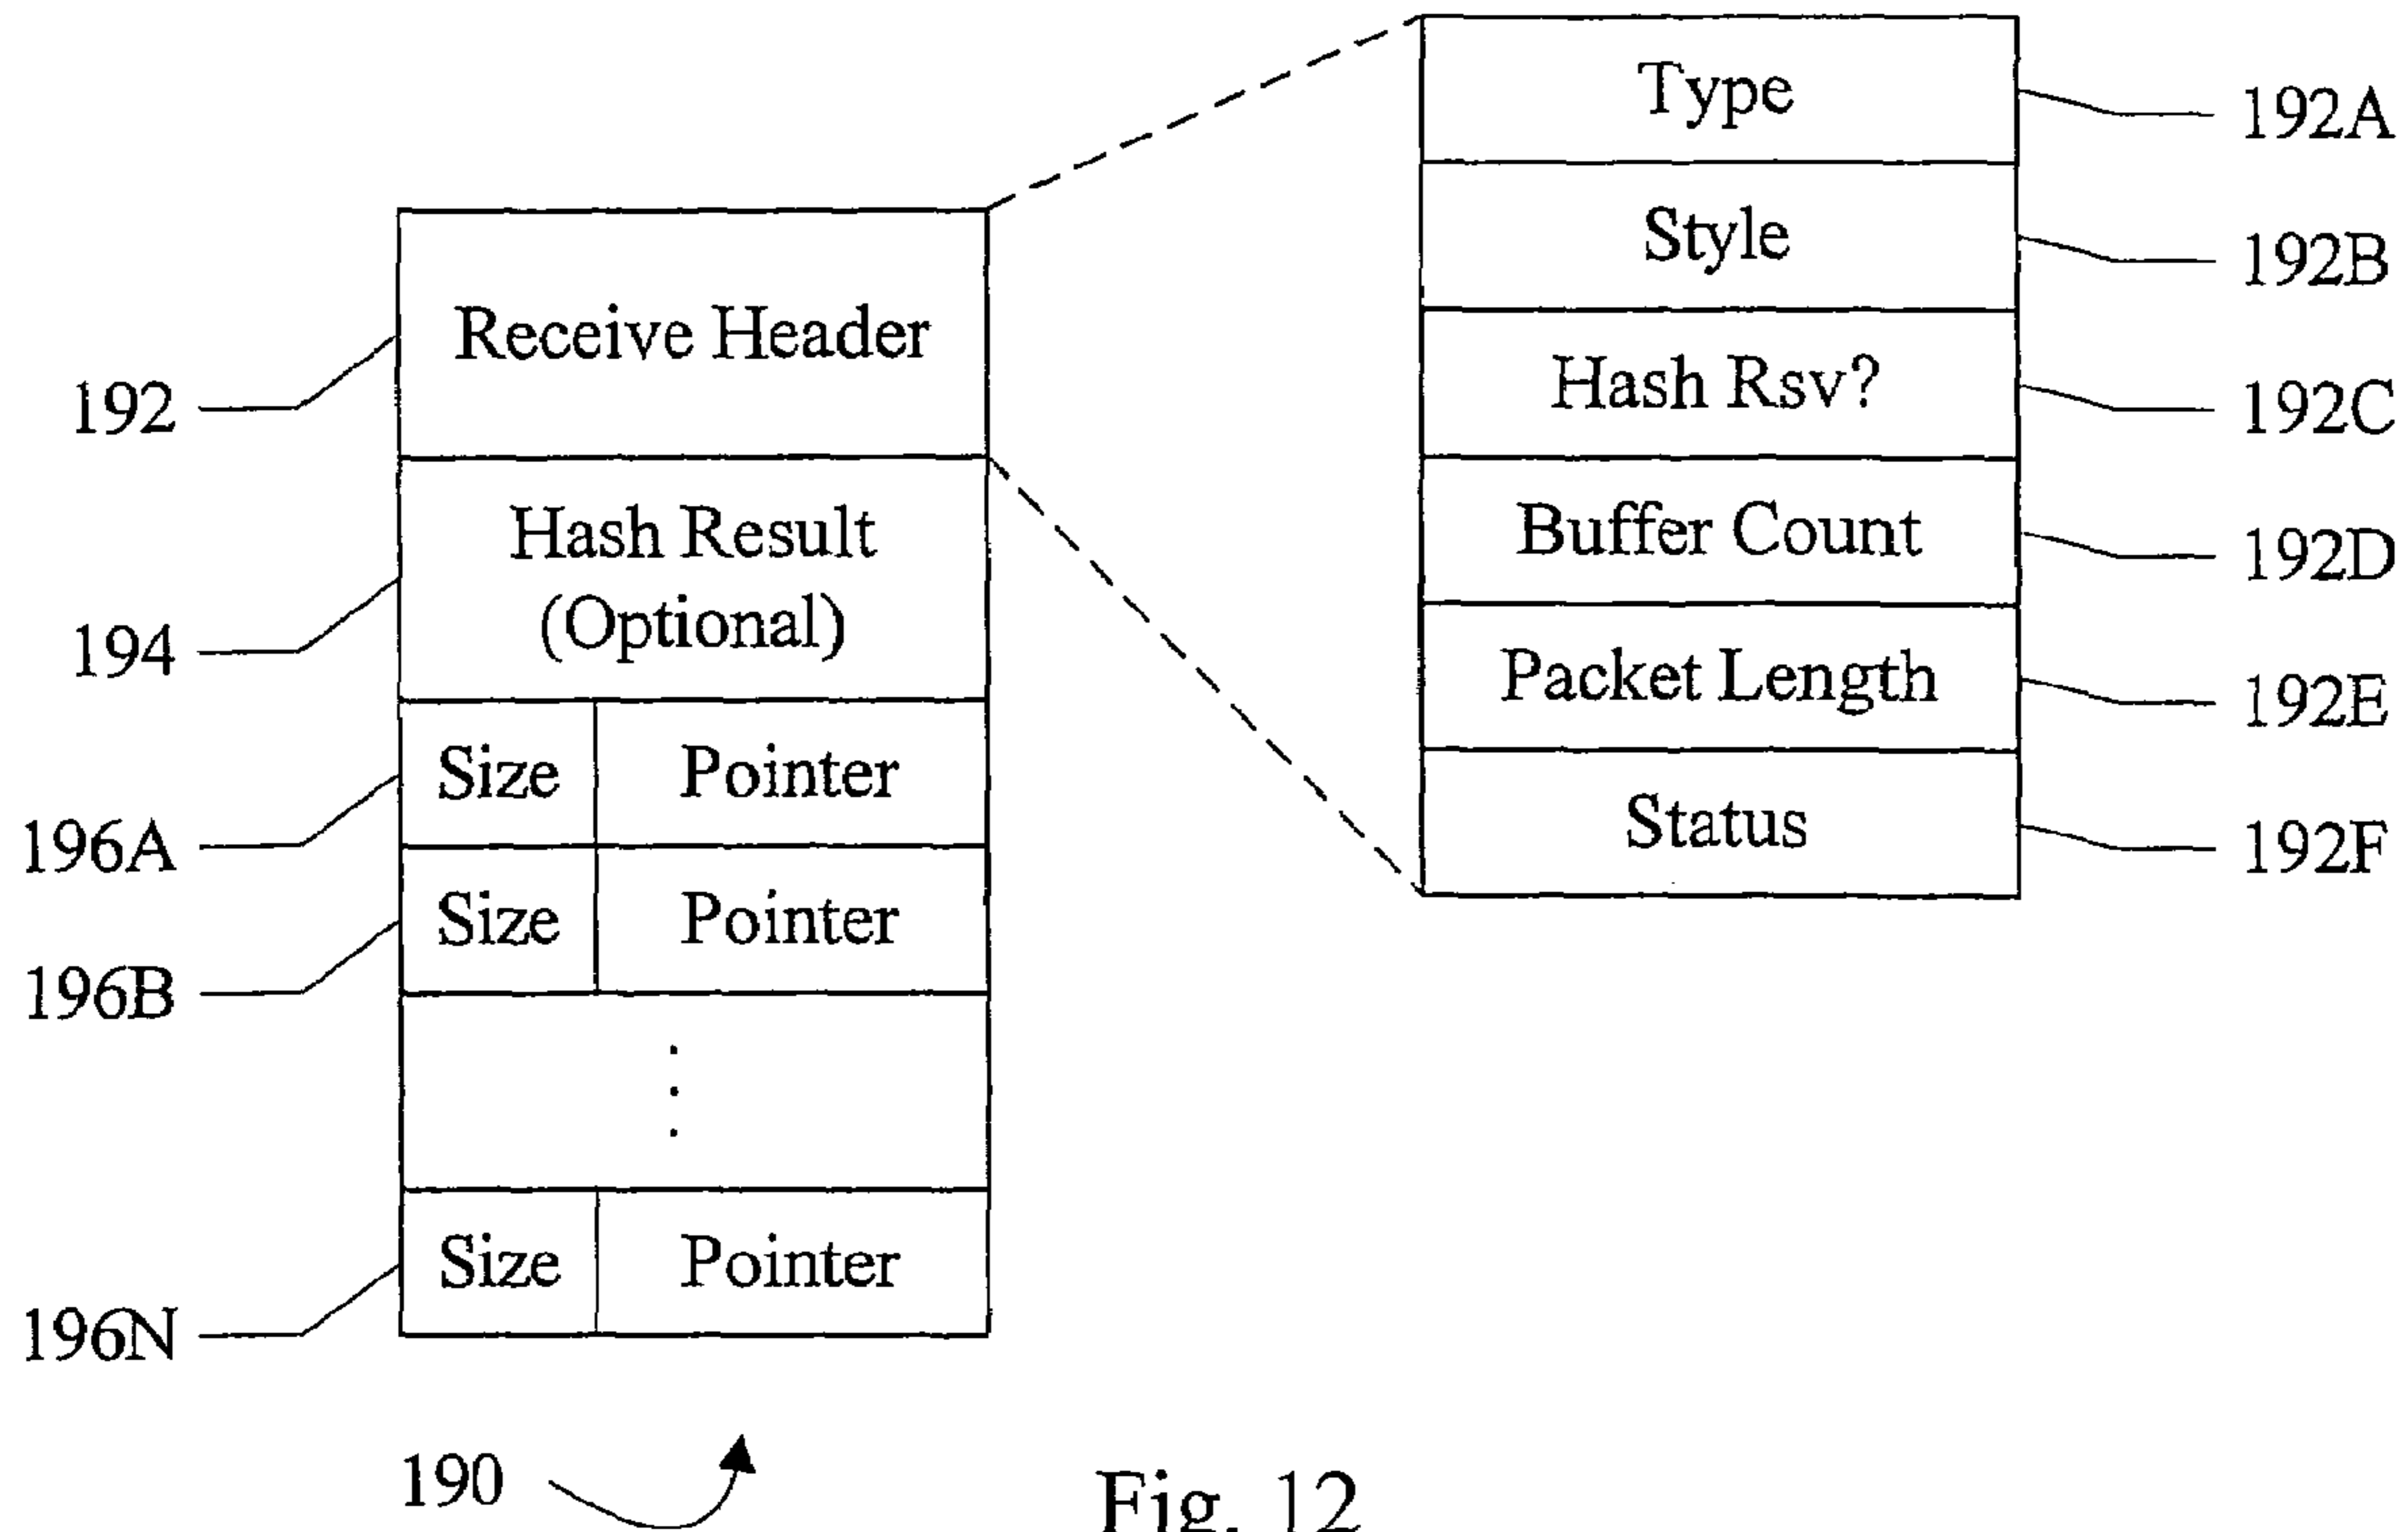 Receive Header
192
Hash Result
(Optional)
194
Size Pointer
196A
Size Pointer
196B
Size Pointer
196N
190
Type
192A
Style
192B
Hash Rsv?
192C
Buffer Count
192D
Packet Length
192E
Status
192F
Fig. 12